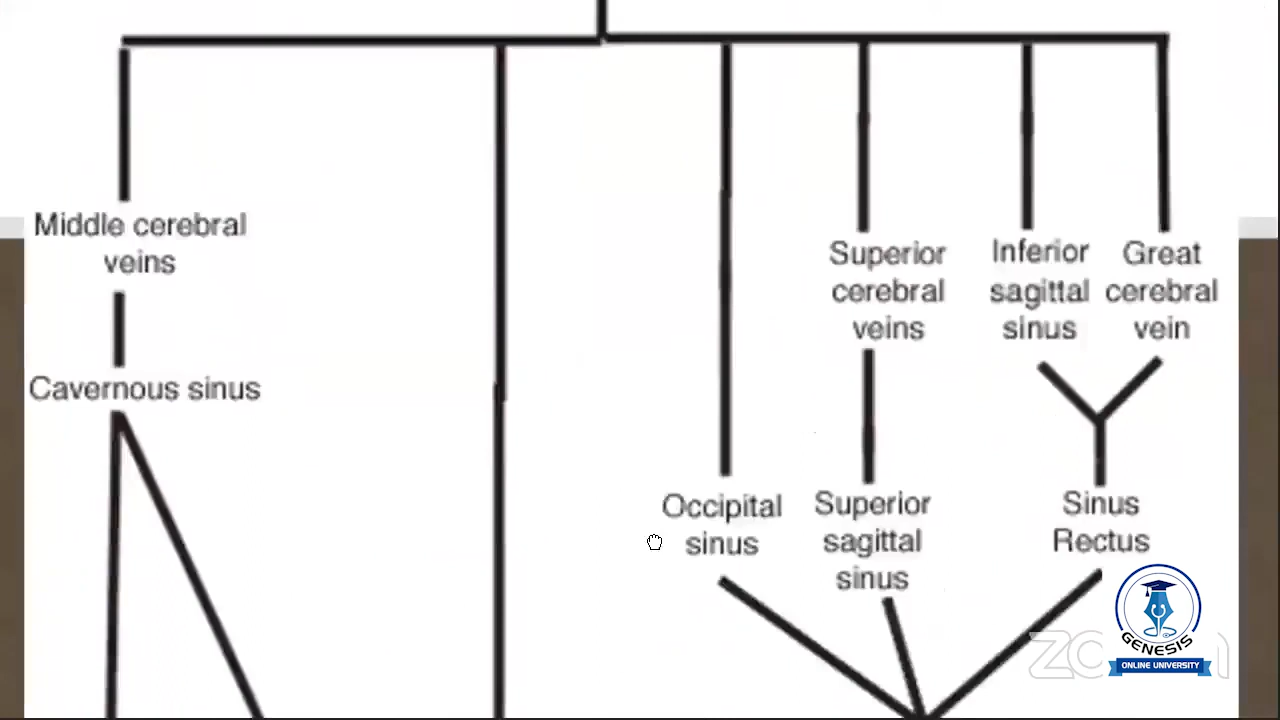 Middle cerebral
veins
Cavernous sinus
Occipital
sinus
Superior
cerebral
veins
Superior
sagittal
sinus
Inferior
sagittal
sinus
Great
cerebral
vein
Sinus
Rectus
GENESIS
ONLINE UNIVERSITY